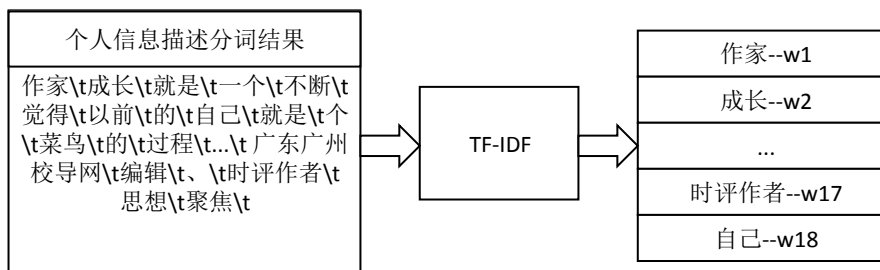 个人信息描述分词结果
作家\t成长\t就是\t一个\t不断\t
觉得\t以前\t的\t自己\t就是\t个
\t菜鸟\t的\t过程\t...\t 广东广州
校导网\t编辑\t、\t时评作者\t
思想\t聚焦\t
TF-IDF
作家--w1
成长--w2
...
时评作者--w17
自己--w18